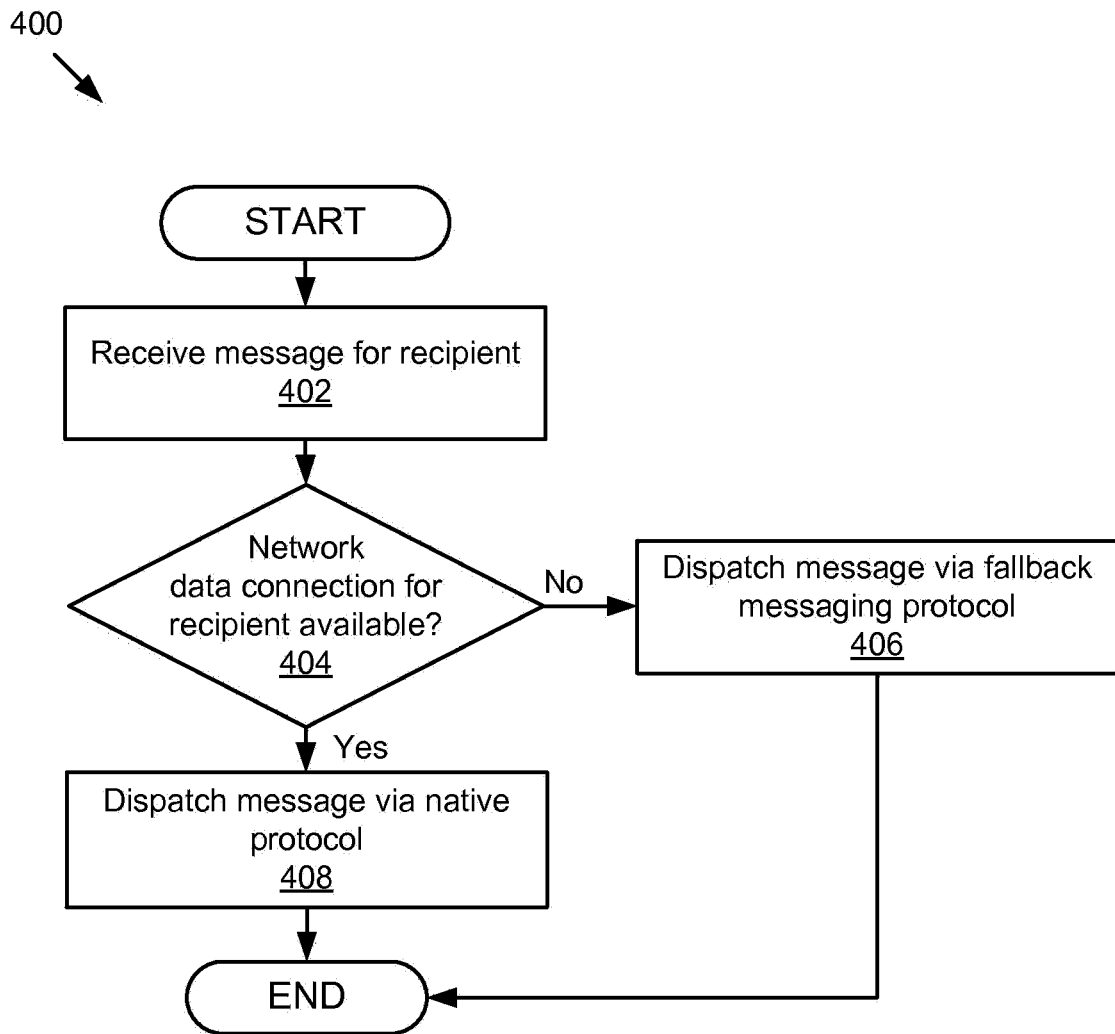 400
START
Receive message for recipient
402
Network
data connection for
recipient available?
404
No
Dispatch message via fallback
messaging protocol
406
Yes
Dispatch message via native
protocol
408
END